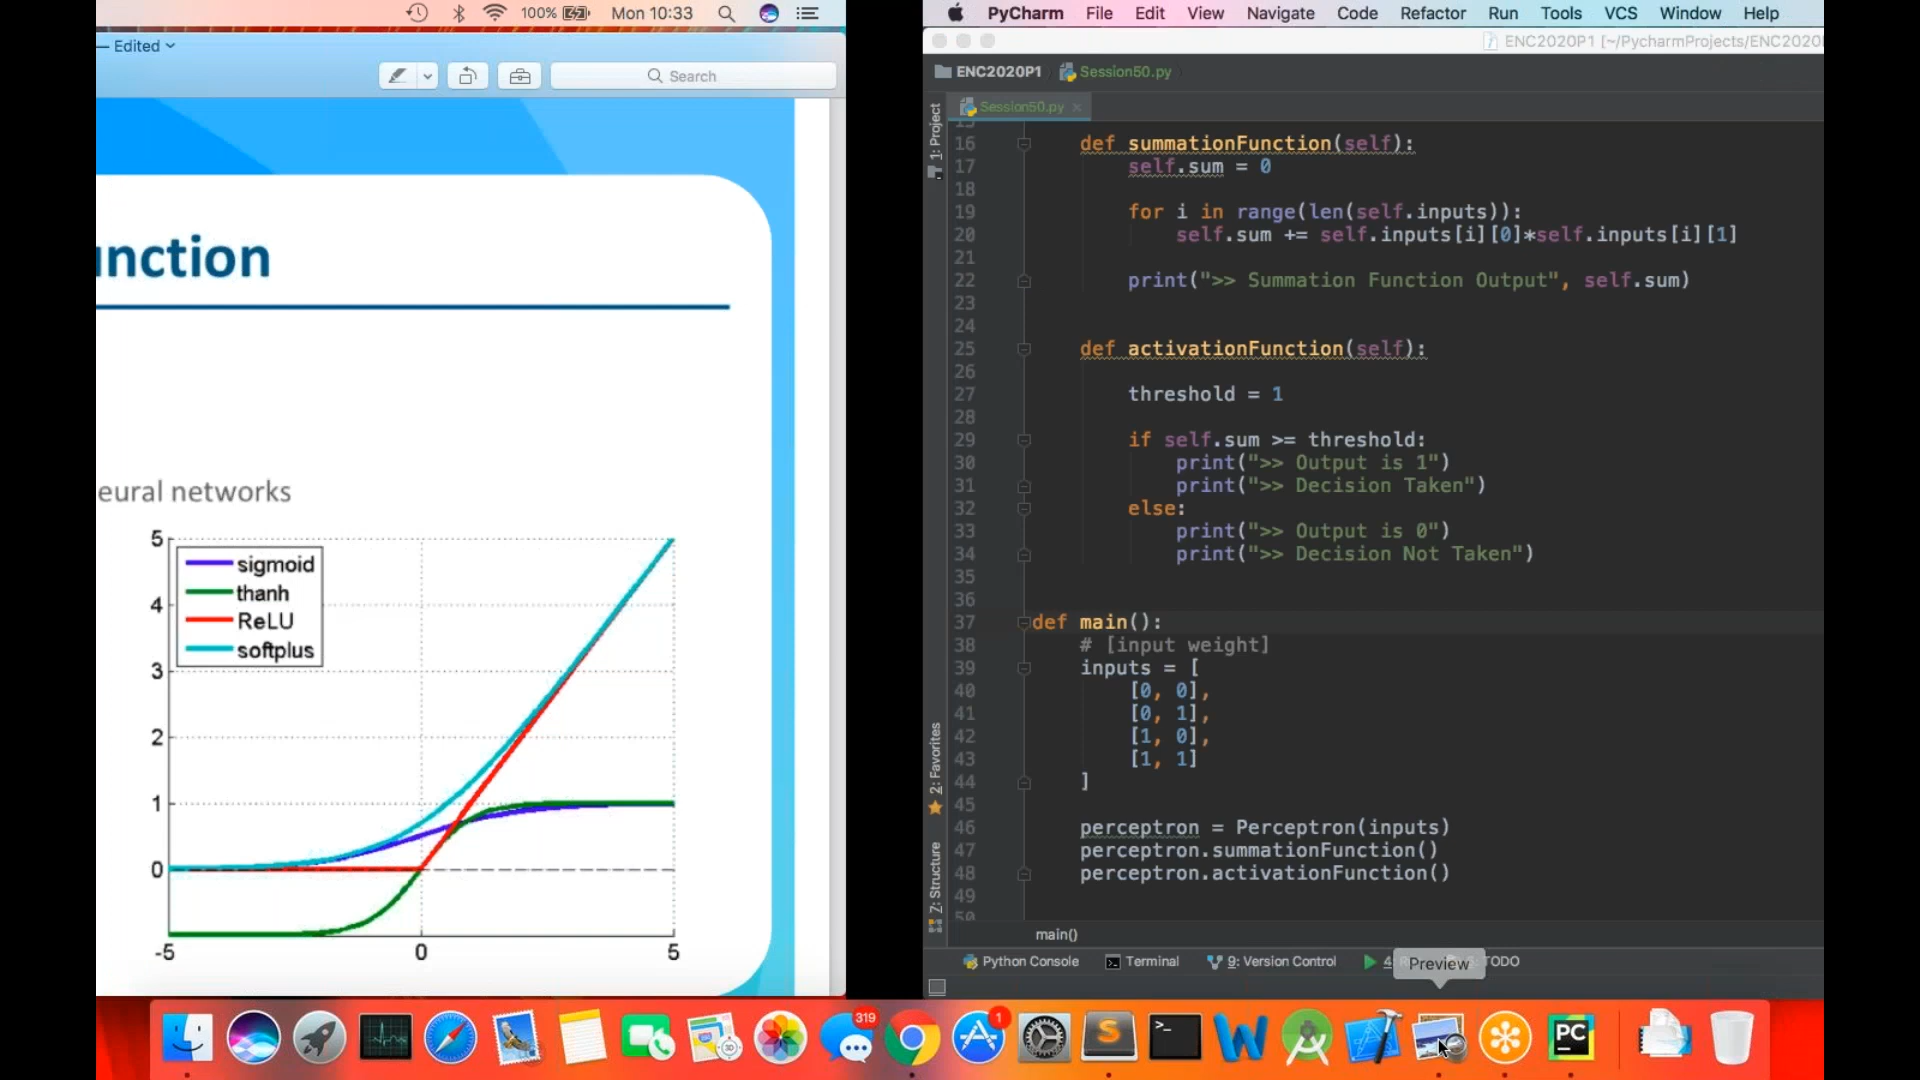 100% Mon 10:33
— Edited
Search
unction
eural networks
sigmoid
thanh
ReLU
softplus
5
4
3
2
1
0
-5 0 5
PyCharm File Edit View Navigate Code Refactor Run Tools VCS Window Help
ENC2020P1 [~/PycharmProjects/ENC2020
ENC2020P1 Session50.py
Session50.py
1: Project
2: Favorites
7: Structure
15
16 def summationFunction(self):
17 self.sum = 0
18
19 for i in range(len(self.inputs)):
20 self.sum += self.inputs[i][0]*self.inputs[i][1]
21
22 print(">> Summation Function Output", self.sum)
23
24
25 def activationFunction(self):
26
27 threshold = 1
28
29 if self.sum >= threshold:
30 print(">> Output is 1")
31 print(">> Decision Taken")
32 else:
33 print(">> Output is 0")
34 print(">> Decision Not Taken")
35
36
37 def main():
38 # [input weight]
39 inputs = [
40 [0, 0],
41 [0, 1],
42 [1, 0],
43 [1, 1]
44 ]
45
46 perceptron = Perceptron(inputs)
47 perceptron.summationFunction()
48 perceptron.activationFunction()
49
50
main()
Python Console Terminal 9: Version Control 4 TODO
Preview
319
1
3D
S
>_
W
PC